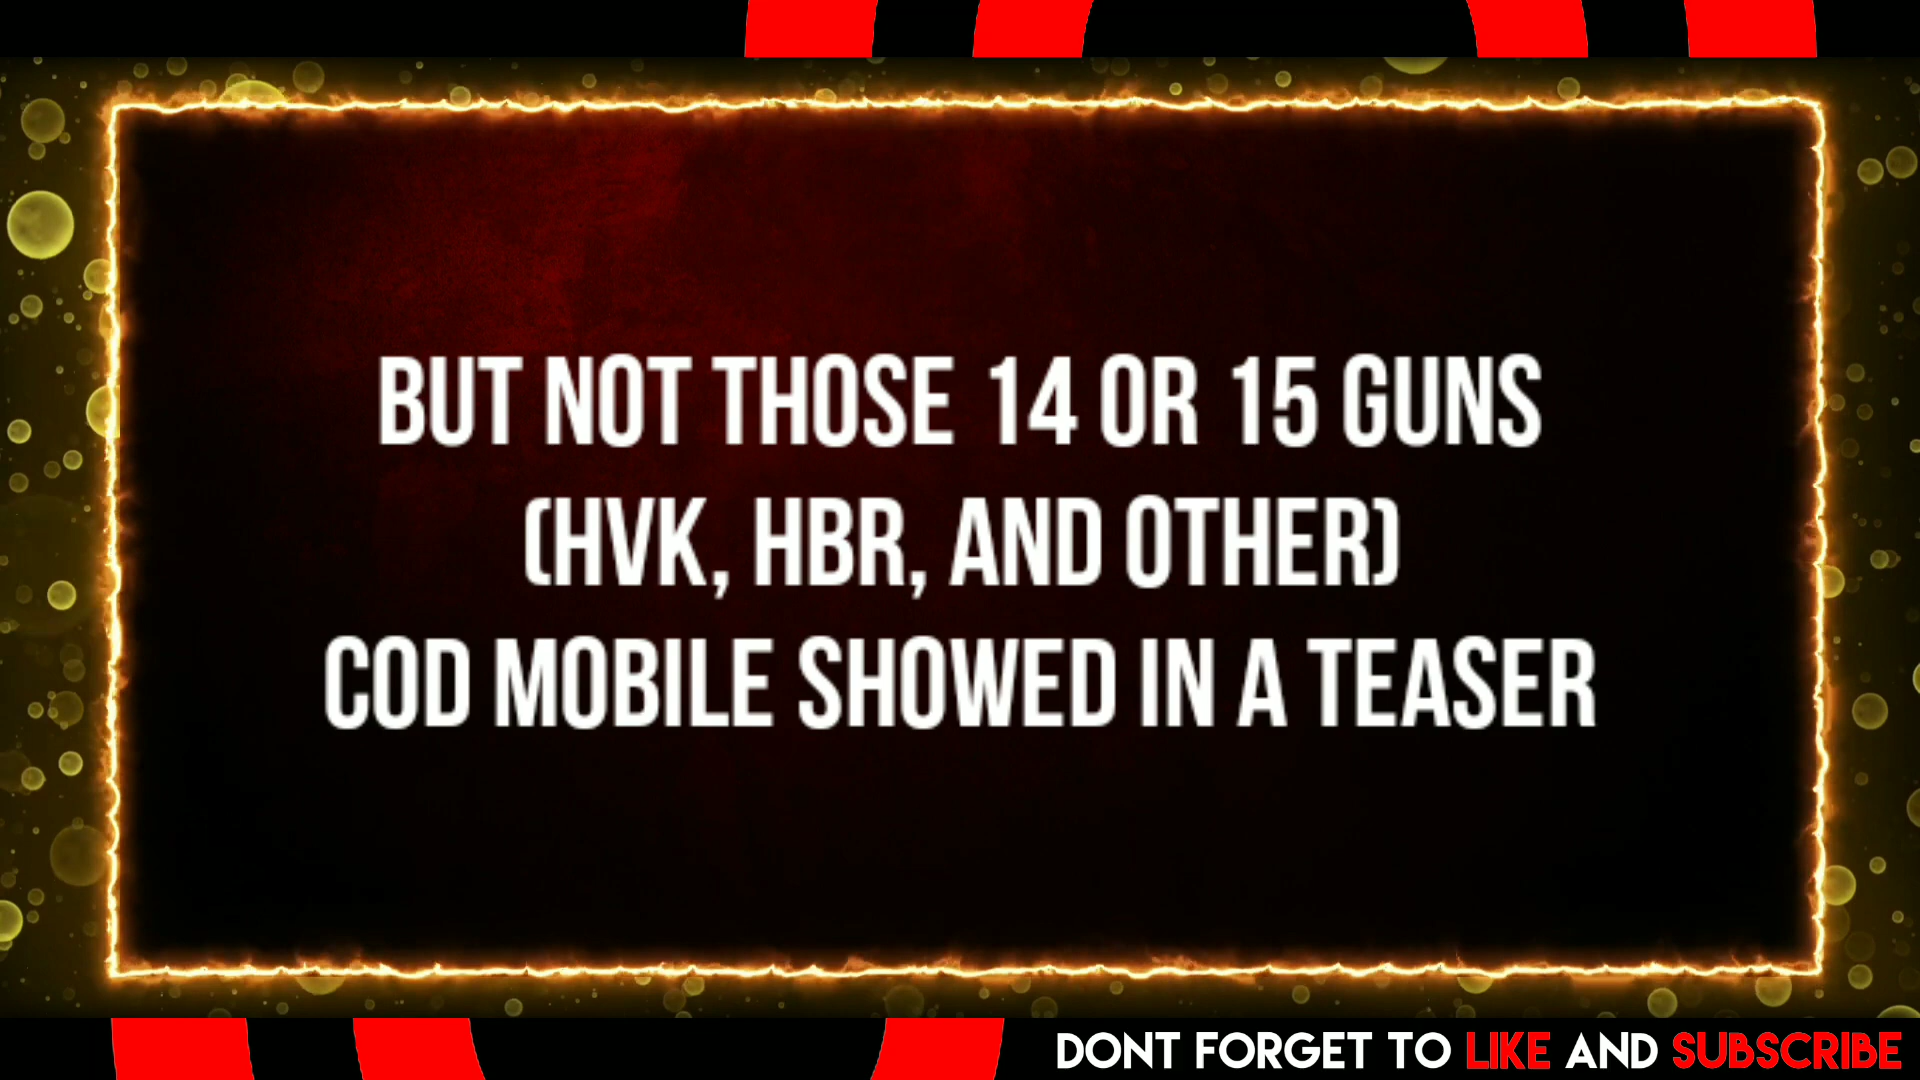 BUT NOT THOSE 14 OR 15 GUNS
(HVK, HBR, AND OTHER)
COD MOBILE SHOWED IN A TEASER
DONT FORGET TO LIKE AND SUBSCRIBE